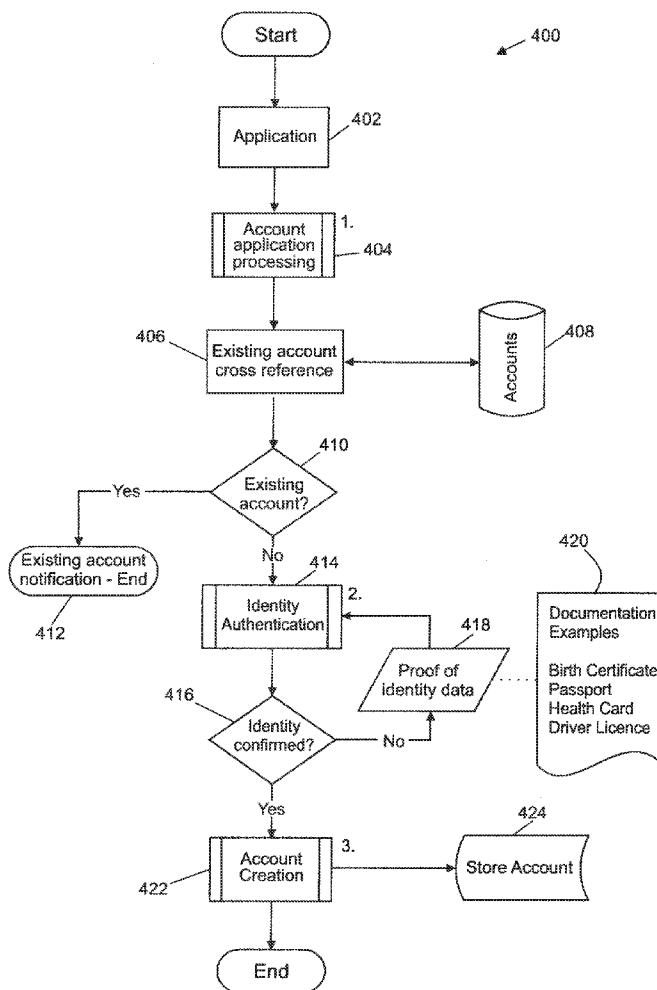 Start
400
Application
402
Account
application
processing
1.
404
406
Existing account
cross reference
Accounts
408
410
Existing
account?
Yes
No
Existing account
notification - End
412
414
Identity
Authentication
2.
418
Proof of
identity data
420
Documentation
Examples
Birth Certificate
Passport
Health Card
Driver Licence
416
Identity
confirmed?
No
Yes
422
Account
Creation
3.
424
Store Account
End